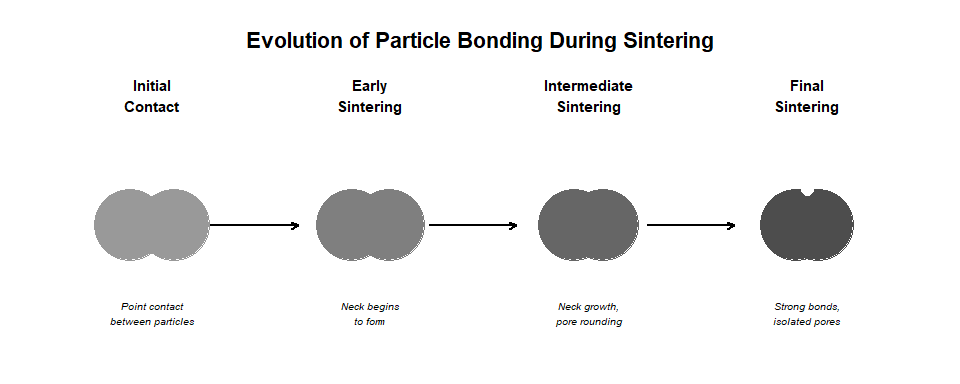 Evolution of Particle Bonding During Sintering
Initial
Contact
Early
Sintering
Intermediate
Sintering
Final
Sintering
Point contact
between particles
Neck begins
to form
Neck growth,
pore rounding
Strong bonds,
isolated pores